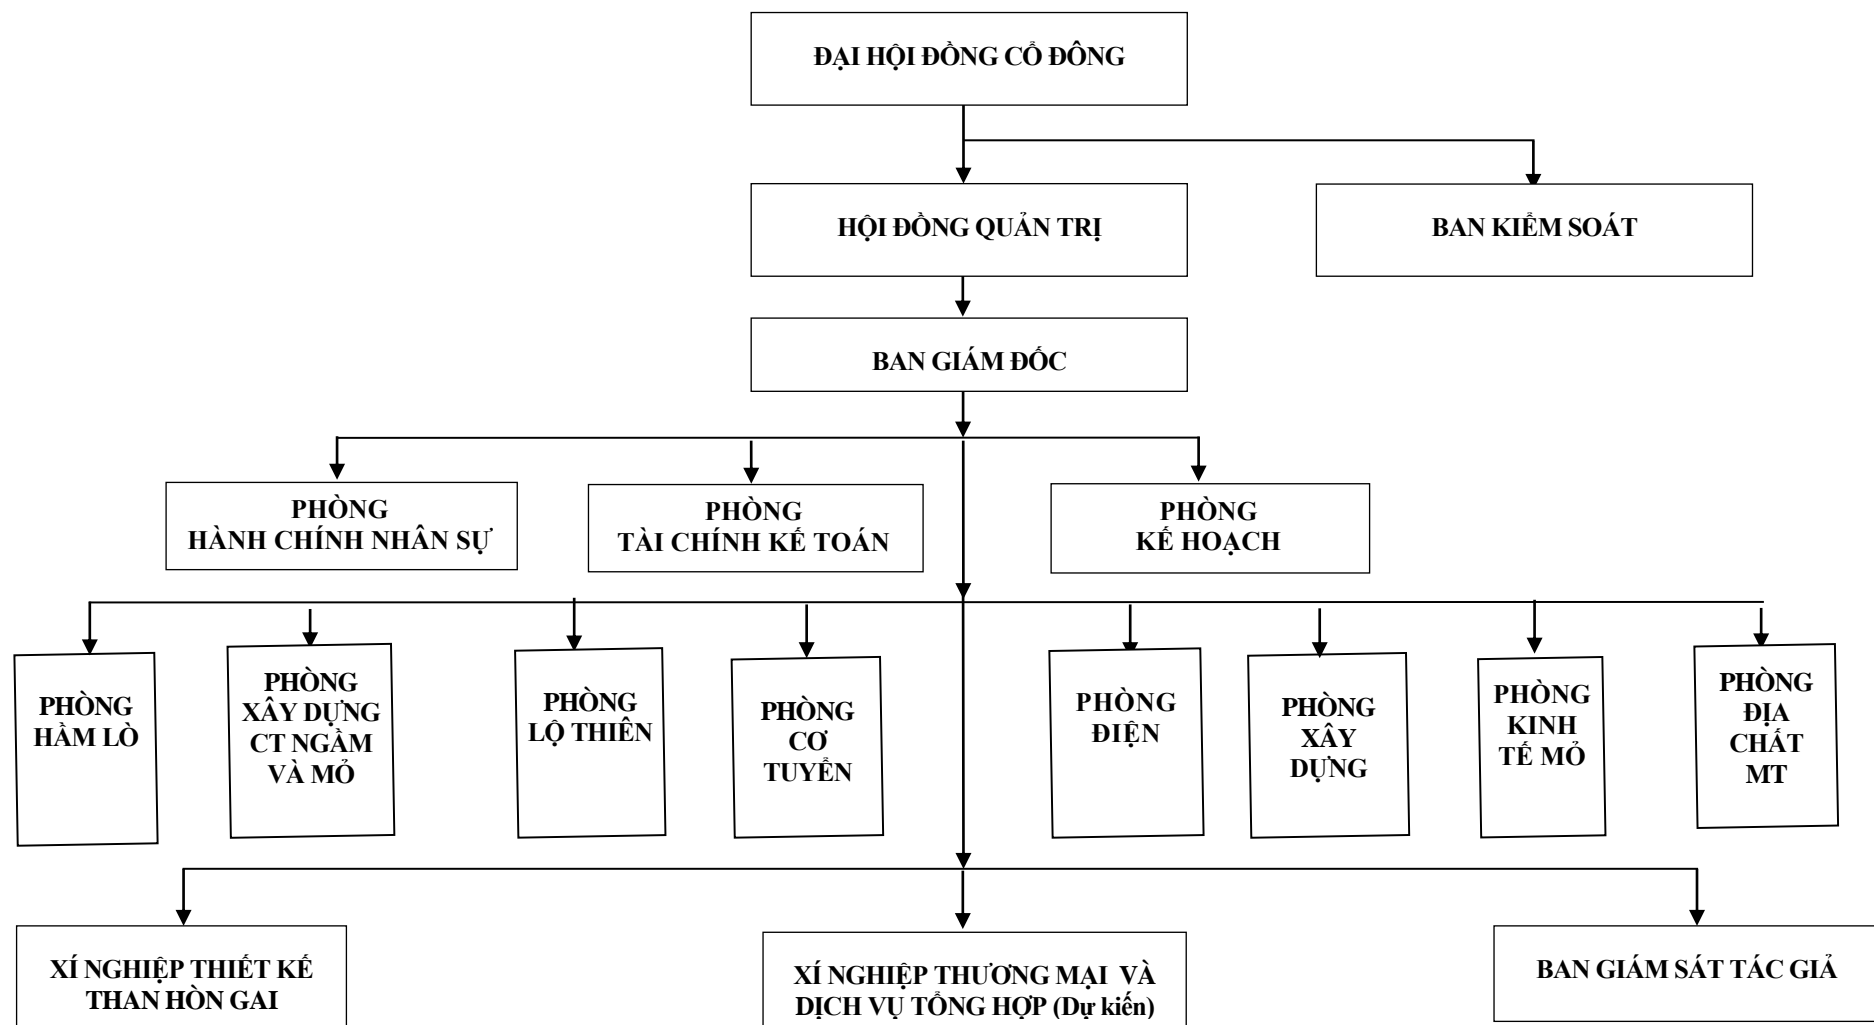 ĐẠI HỘI ĐỒNG CỔ ĐÔNG
HỘI ĐỒNG QUẢN TRỊ
BAN KIỂM SOÁT
BAN GIÁM ĐỐC
PHÒNG
HÀNH CHÍNH NHÂN SỰ
PHÒNG
TÀI CHÍNH KẾ TOÁN
PHÒNG
KẾ HOẠCH
PHÒNG
HẦM LÒ
PHÒNG
XÂY DỰNG
CT NGẦM
VÀ MỎ
PHÒNG
LỘ THIÊN
PHÒNG
CƠ
TUYỂN
PHÒNG
ĐIỆN
PHÒNG
XÂY
DỰNG
PHÒNG
KINH
TẾ MỎ
PHÒNG
ĐỊA
CHẤT
MT
XÍ NGHIỆP THIẾT KẾ
THAN HÒN GAI
XÍ NGHIỆP THƯƠNG MẠI VÀ
DỊCH VỤ TỔNG HỢP (Dự kiến)
BAN GIÁM SÁT TÁC GIẢ